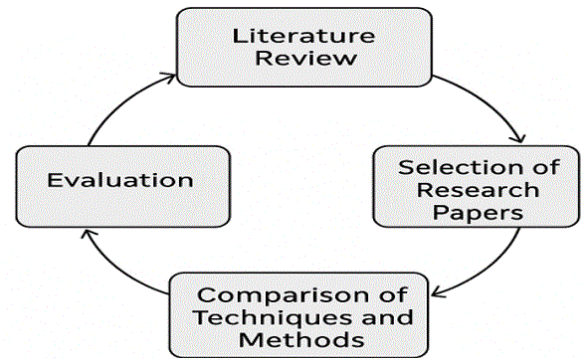 Literature
Review
Selection of
Research
Papers
Comparison of
Techniques and
Methods
Evaluation